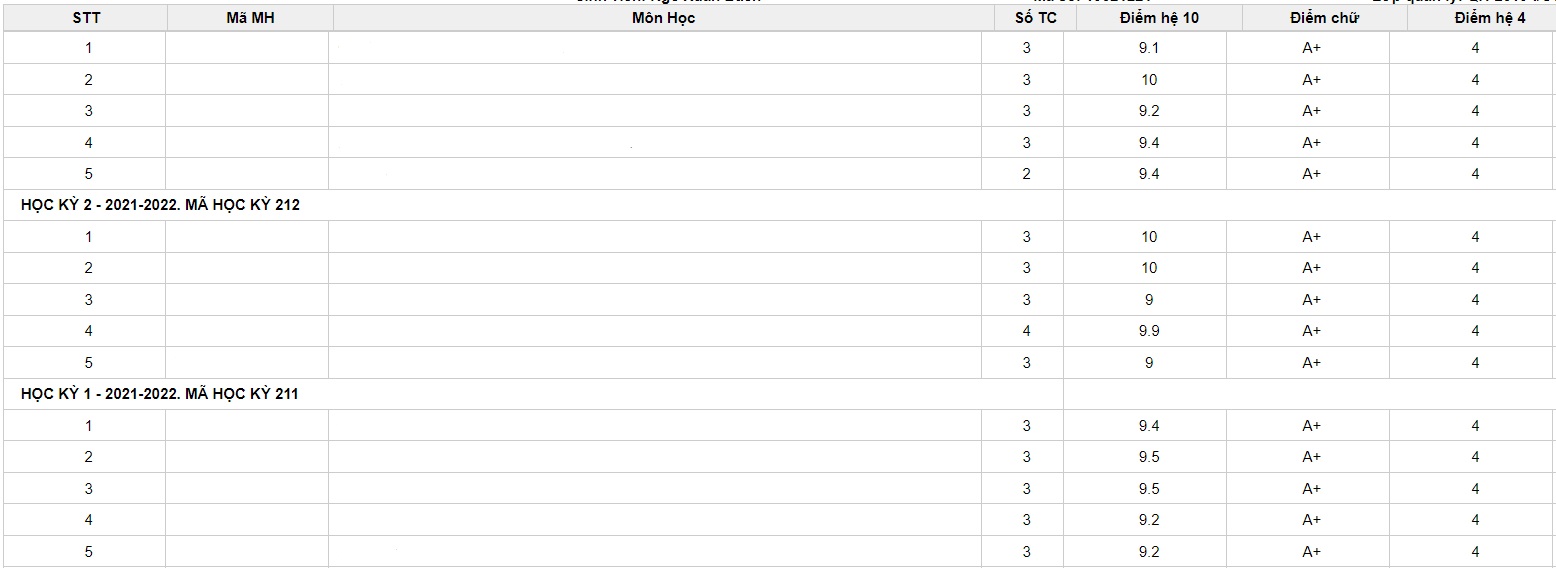 STT Mã MH Môn Học Số TC Điểm hệ 10 Điểm chữ Điểm hệ 4
1 3 9.1 A+ 4
2 3 10 A+ 4
3 3 9.2 A+ 4
4 3 9.4 A+ 4
5 2 9.4 A+ 4
HỌC KỲ 2 - 2021-2022. MÃ HỌC KỲ 212
1 3 10 A+ 4
2 3 10 A+ 4
3 3 9 A+ 4
4 4 9.9 A+ 4
5 3 9 A+ 4
HỌC KỲ 1 - 2021-2022. MÃ HỌC KỲ 211
1 3 9.4 A+ 4
2 3 9.5 A+ 4
3 3 9.5 A+ 4
4 3 9.2 A+ 4
5 3 9.2 A+ 4